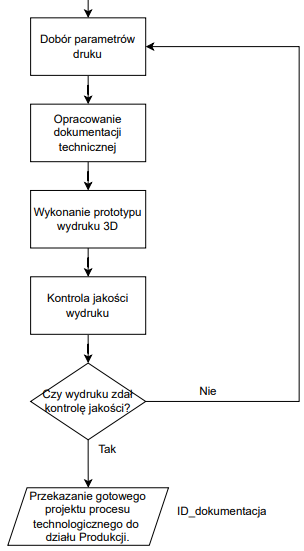 Dobór parametrów
druku
Opracowanie
dokumentacji
technicznej
Wykonanie prototypu
wydruku 3D
Kontrola jakości
wydruku
Czy wydruku zdał
kontrolę jakości?
Nie
Tak
Przekazanie gotowego
projektu procesu
technologicznego do
działu Produkcji.
ID_dokumentacja